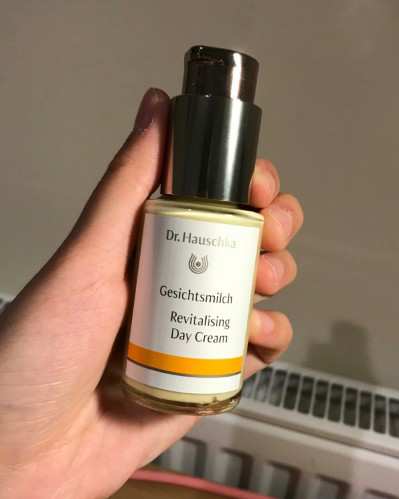 Dr. Hauschka
Gesichtsmilch
Revitalising
Day Cream